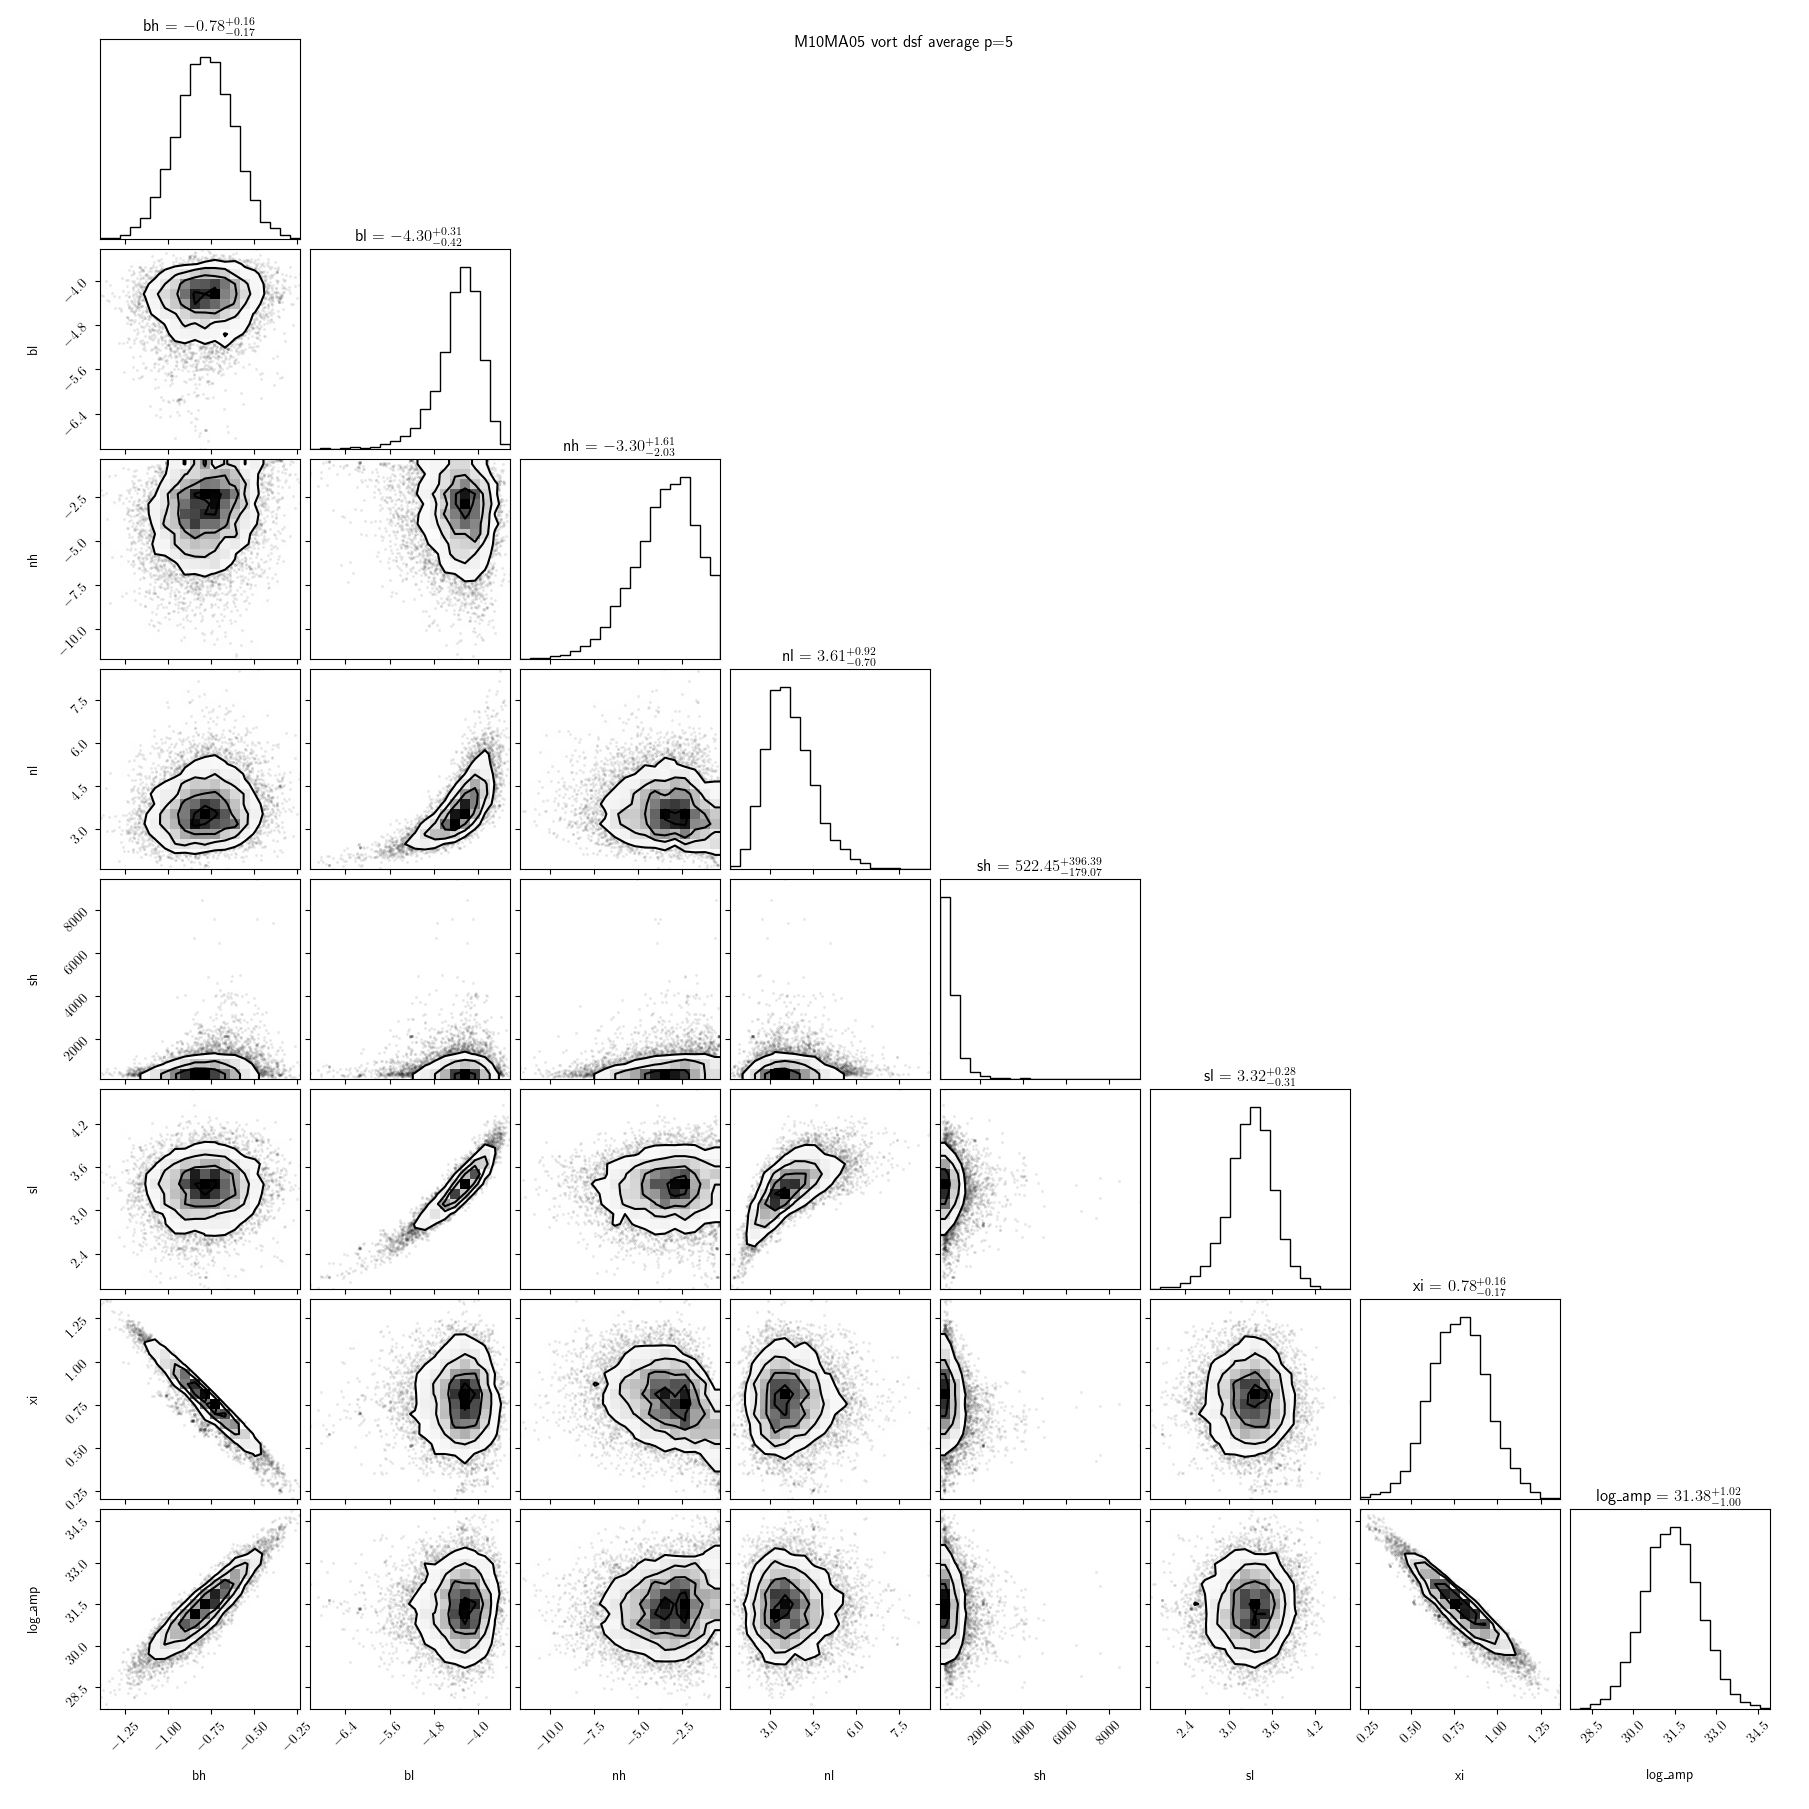 M10MA05 vort dsf average p=5
bh = −0.78 +0.16 −0.17
bl = −4.30 +0.31 −0.42
bl
−4.0
−4.8
−5.6
−6.4
nh = −3.30 +1.61 −2.03
nh
−2.5
−5.0
−7.5
−10.0
nl = 3.61 +0.92 −0.70
nl
7.5
6.0
4.5
3.0
sh = 522.45 +396.39 −179.07
sh
8000
6000
4000
2000
sl = 3.32 +0.28 −0.31
sl
4.2
3.6
3.0
2.4
xi = 0.78 +0.16 −0.17
xi
1.25
1.00
0.75
0.50
0.25
log_amp = 31.38 +1.02 −1.00
log_amp
34.5
33.0
31.5
30.0
28.5
−1.25 −1.00 −0.75 −0.50 −0.25 −6.4 −5.6 −4.8 −4.0 −10.0 −7.5 −5.0 −2.5 3.0 4.5 6.0 7.5 2000 4000 6000 8000 2.4 3.0 3.6 4.2 0.25 0.50 0.75 1.00 1.25 28.5 30.0 31.5 33.0 34.5
bh bl nh nl sh sl xi log_amp